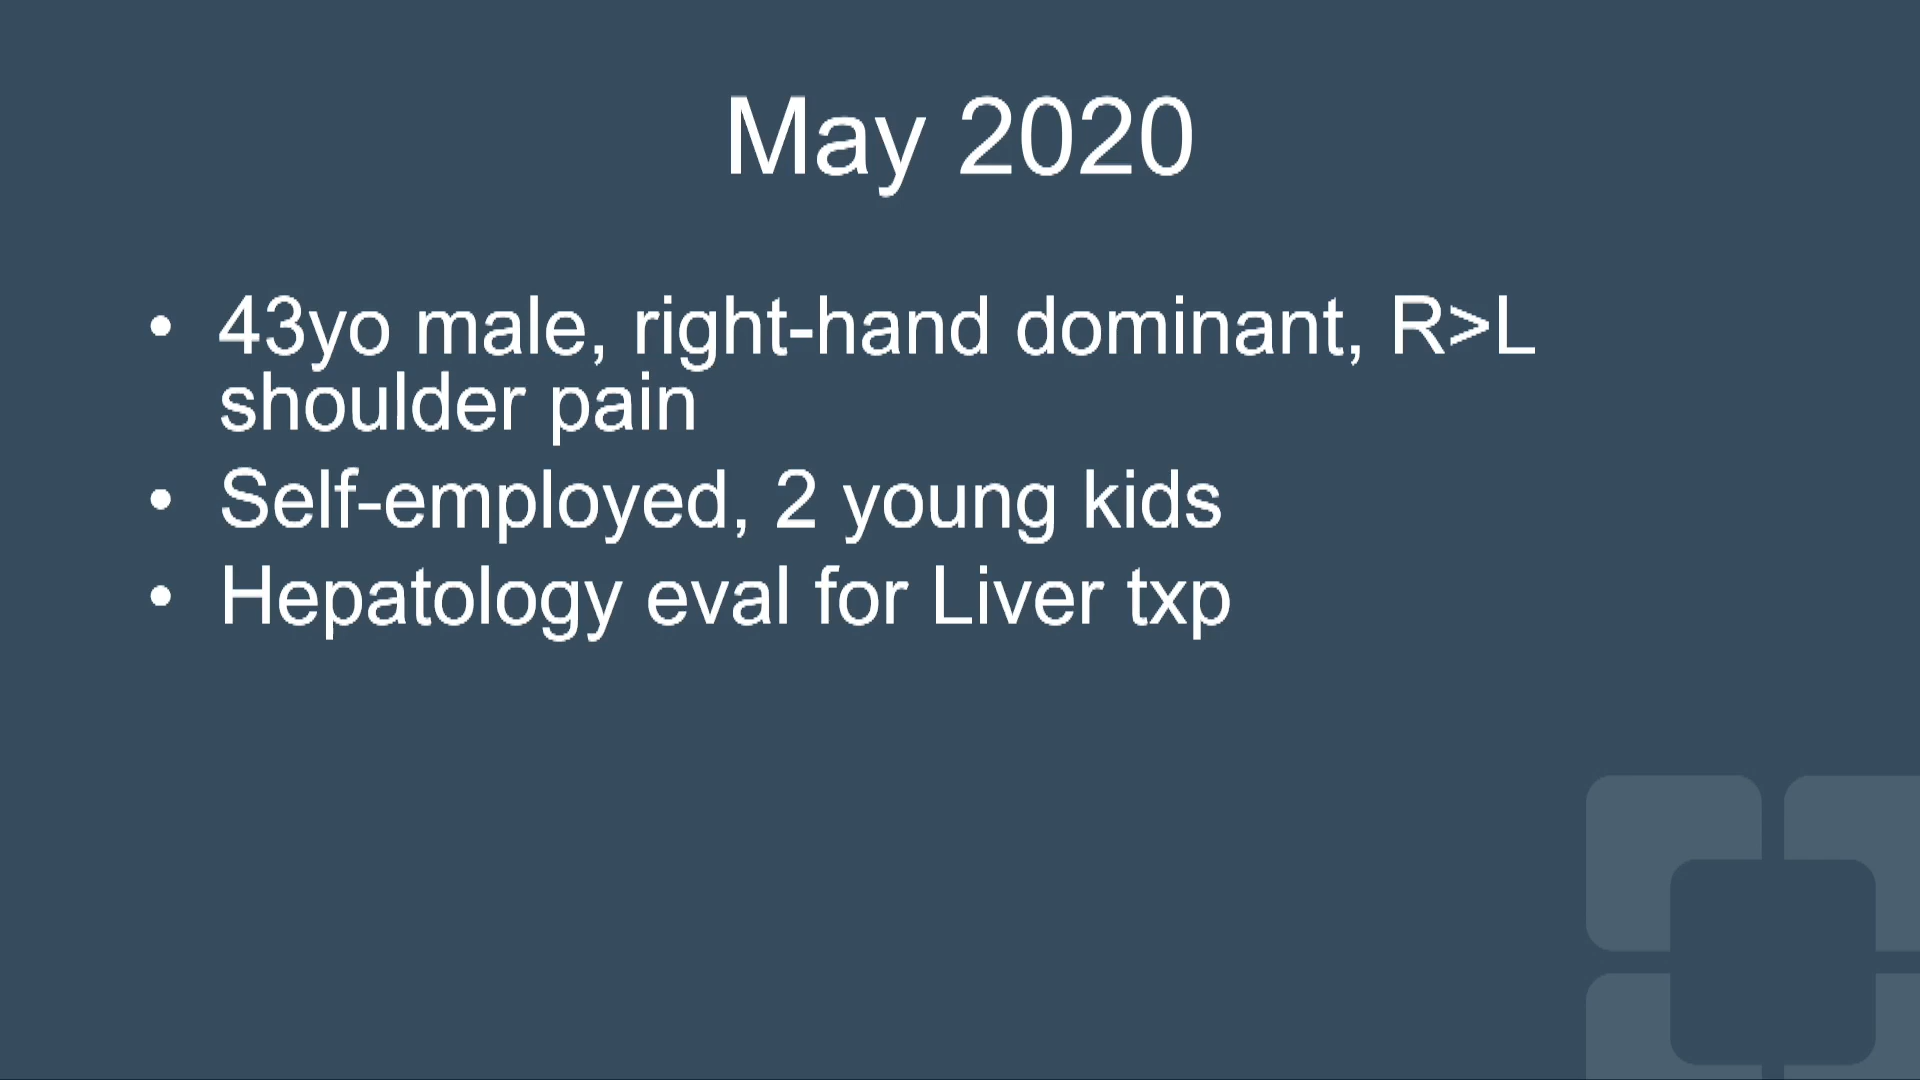 May 2020
• 43yo male, right-hand dominant, R>L
shoulder pain
• Self-employed, 2 young kids
• Hepatology eval for Liver txp